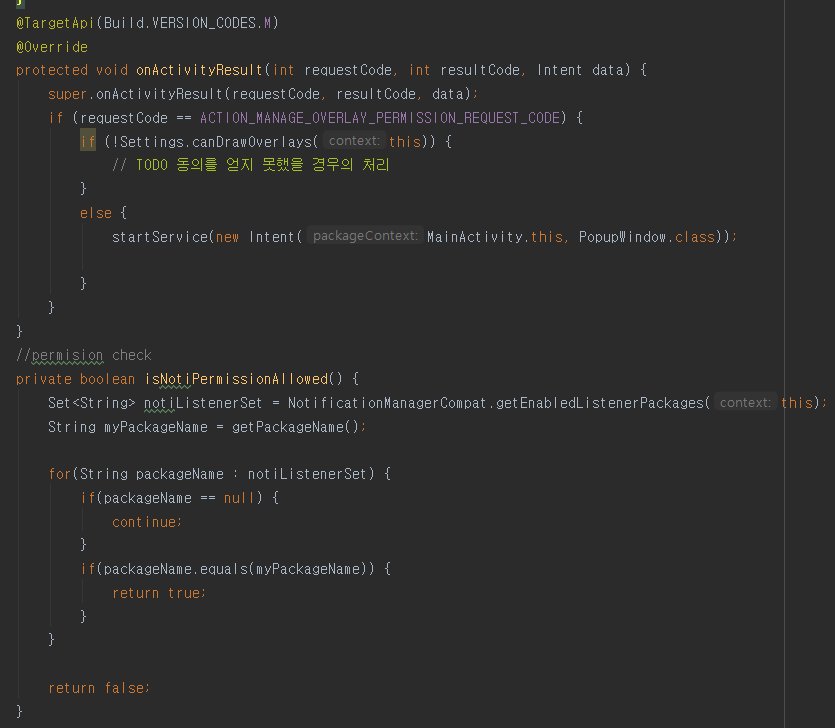 }
@TargetApi(Build.VERSION_CODES.M)
@Override
protected void onActivityResult(int requestCode, int resultCode, Intent data) {
super.onActivityResult(requestCode, resultCode, data);
if (requestCode == ACTION_MANAGE_OVERLAY_PERMISSION_REQUEST_CODE) {
if (!Settings.canDrawOverlays( context: this)) {
// TODO 동의를 얻지 못했을 경우의 처리
}
else {
startService(new Intent( packageContext: MainActivity.this, PopupWindow.class));
}
}
}
//permision check
private boolean isNotiPermissionAllowed() {
Set<String> notiListenerSet = NotificationManagerCompat.getEnabledListenerPackages( context: this);
String myPackageName = getPackageName();
for(String packageName : notiListenerSet) {
if(packageName == null) {
continue;
}
if(packageName.equals(myPackageName)) {
return true;
}
}
return false;
}